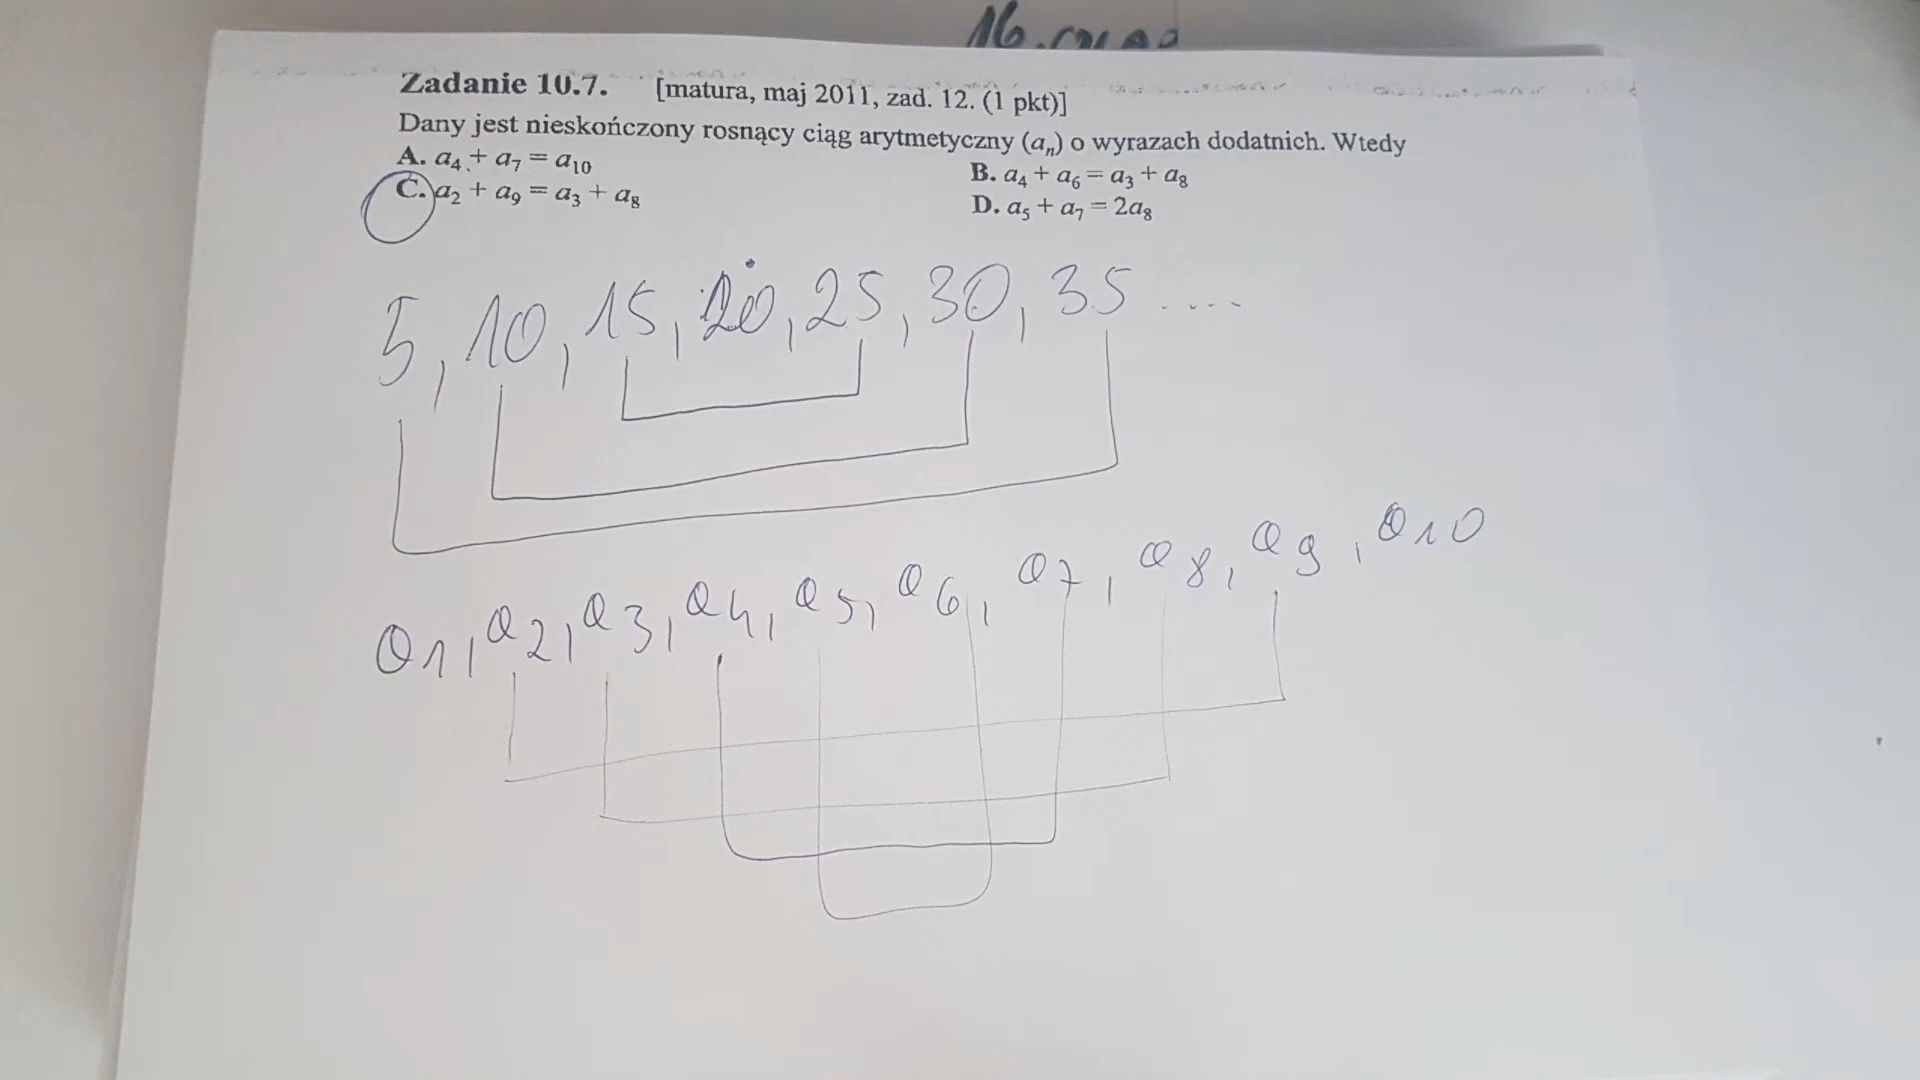 Zadanie 10.7. [matura, maj 2011, zad. 12. (1 pkt)]
Dany jest nieskończony rosnący ciąg arytmetyczny (aₙ) o wyrazach dodatnich. Wtedy
A. a₄ + a₇ = a₁₀
B. a₄ + a₆ = a₃ + a₈
C. a₂ + a₉ = a₃ + a₈
D. a₅ + a₇ = 2a₈
5, 10, 15, 20, 25, 30, 35 ....
a1, a2, a3, a4, a5, a6, a7, a8, a9, a10